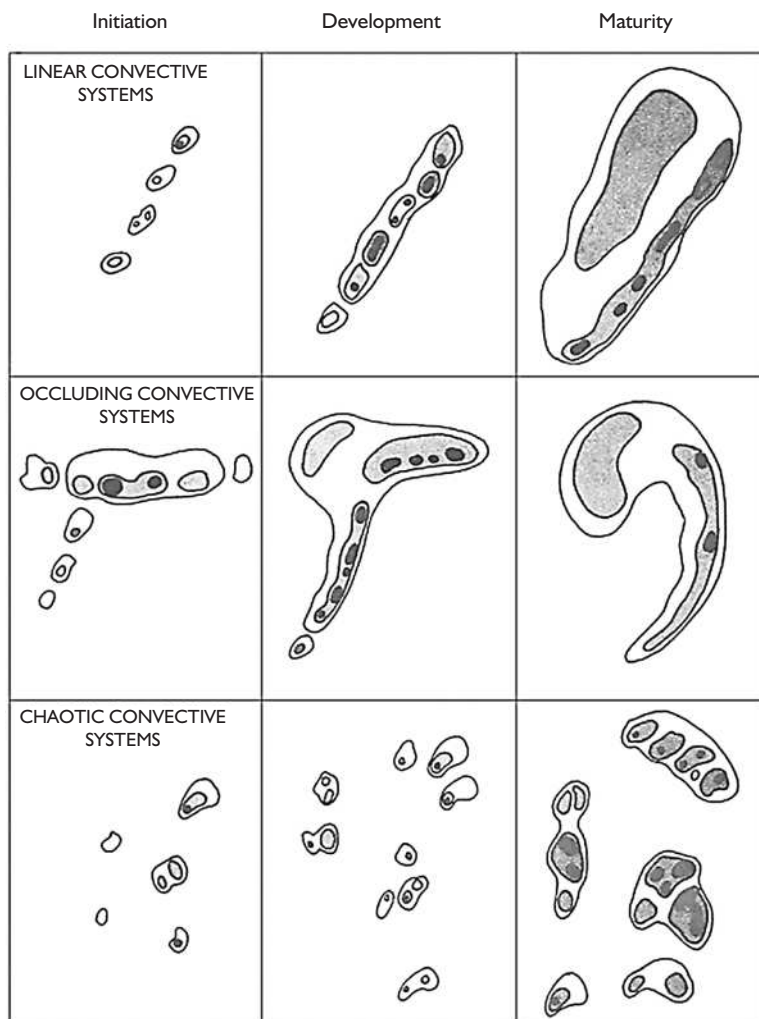 Initiation
Development
Maturity
LINEAR CONVECTIVE
SYSTEMS
OCCLUDING CONVECTIVE
SYSTEMS
CHAOTIC CONVECTIVE
SYSTEMS